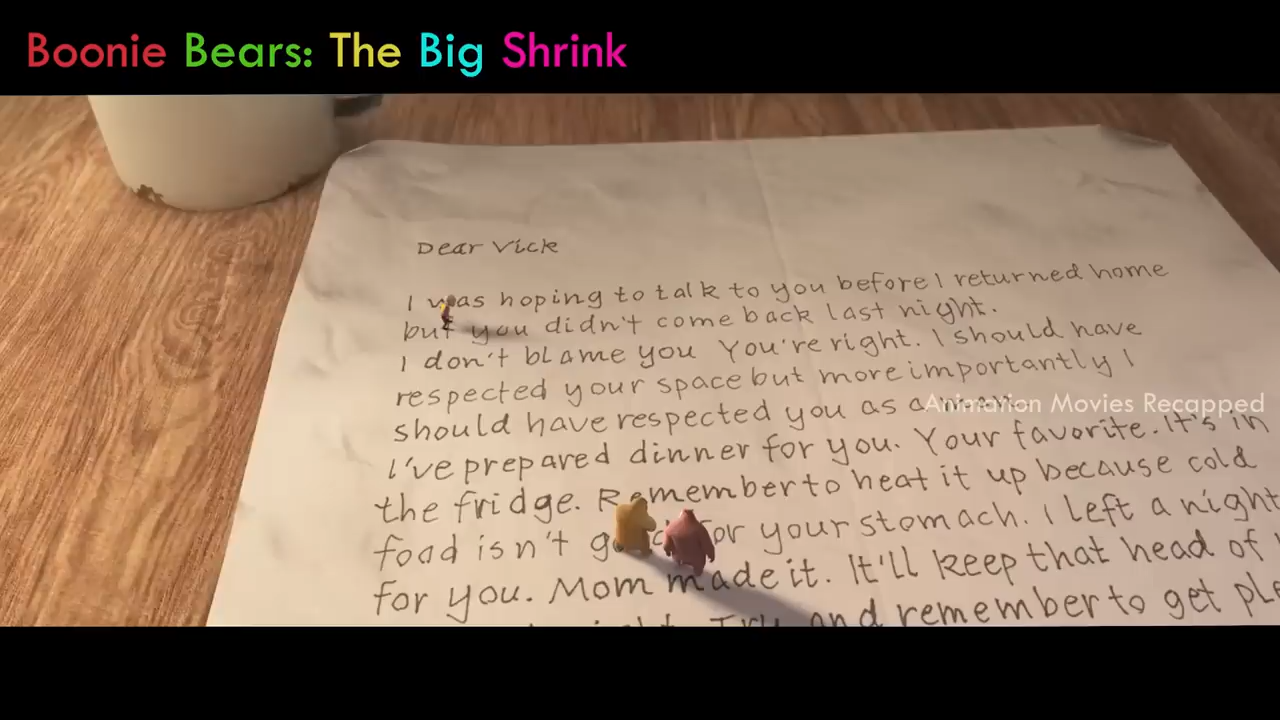 Boonie Bears: The Big Shrink
Dear Vick
I was hoping to talk to you before I returned home
but you didn't come back last night.
I don't blame you You're right. I should have
respected your space but more importantly I
should have respected you as a
Animation Movies Recapped
I've prepared dinner for you. Your favorite. It's in
the fridge. Remember to heat it up because cold
food isn't for your stomach. I left a night
for you. Mom made it. It'll keep that head of
and remember to get